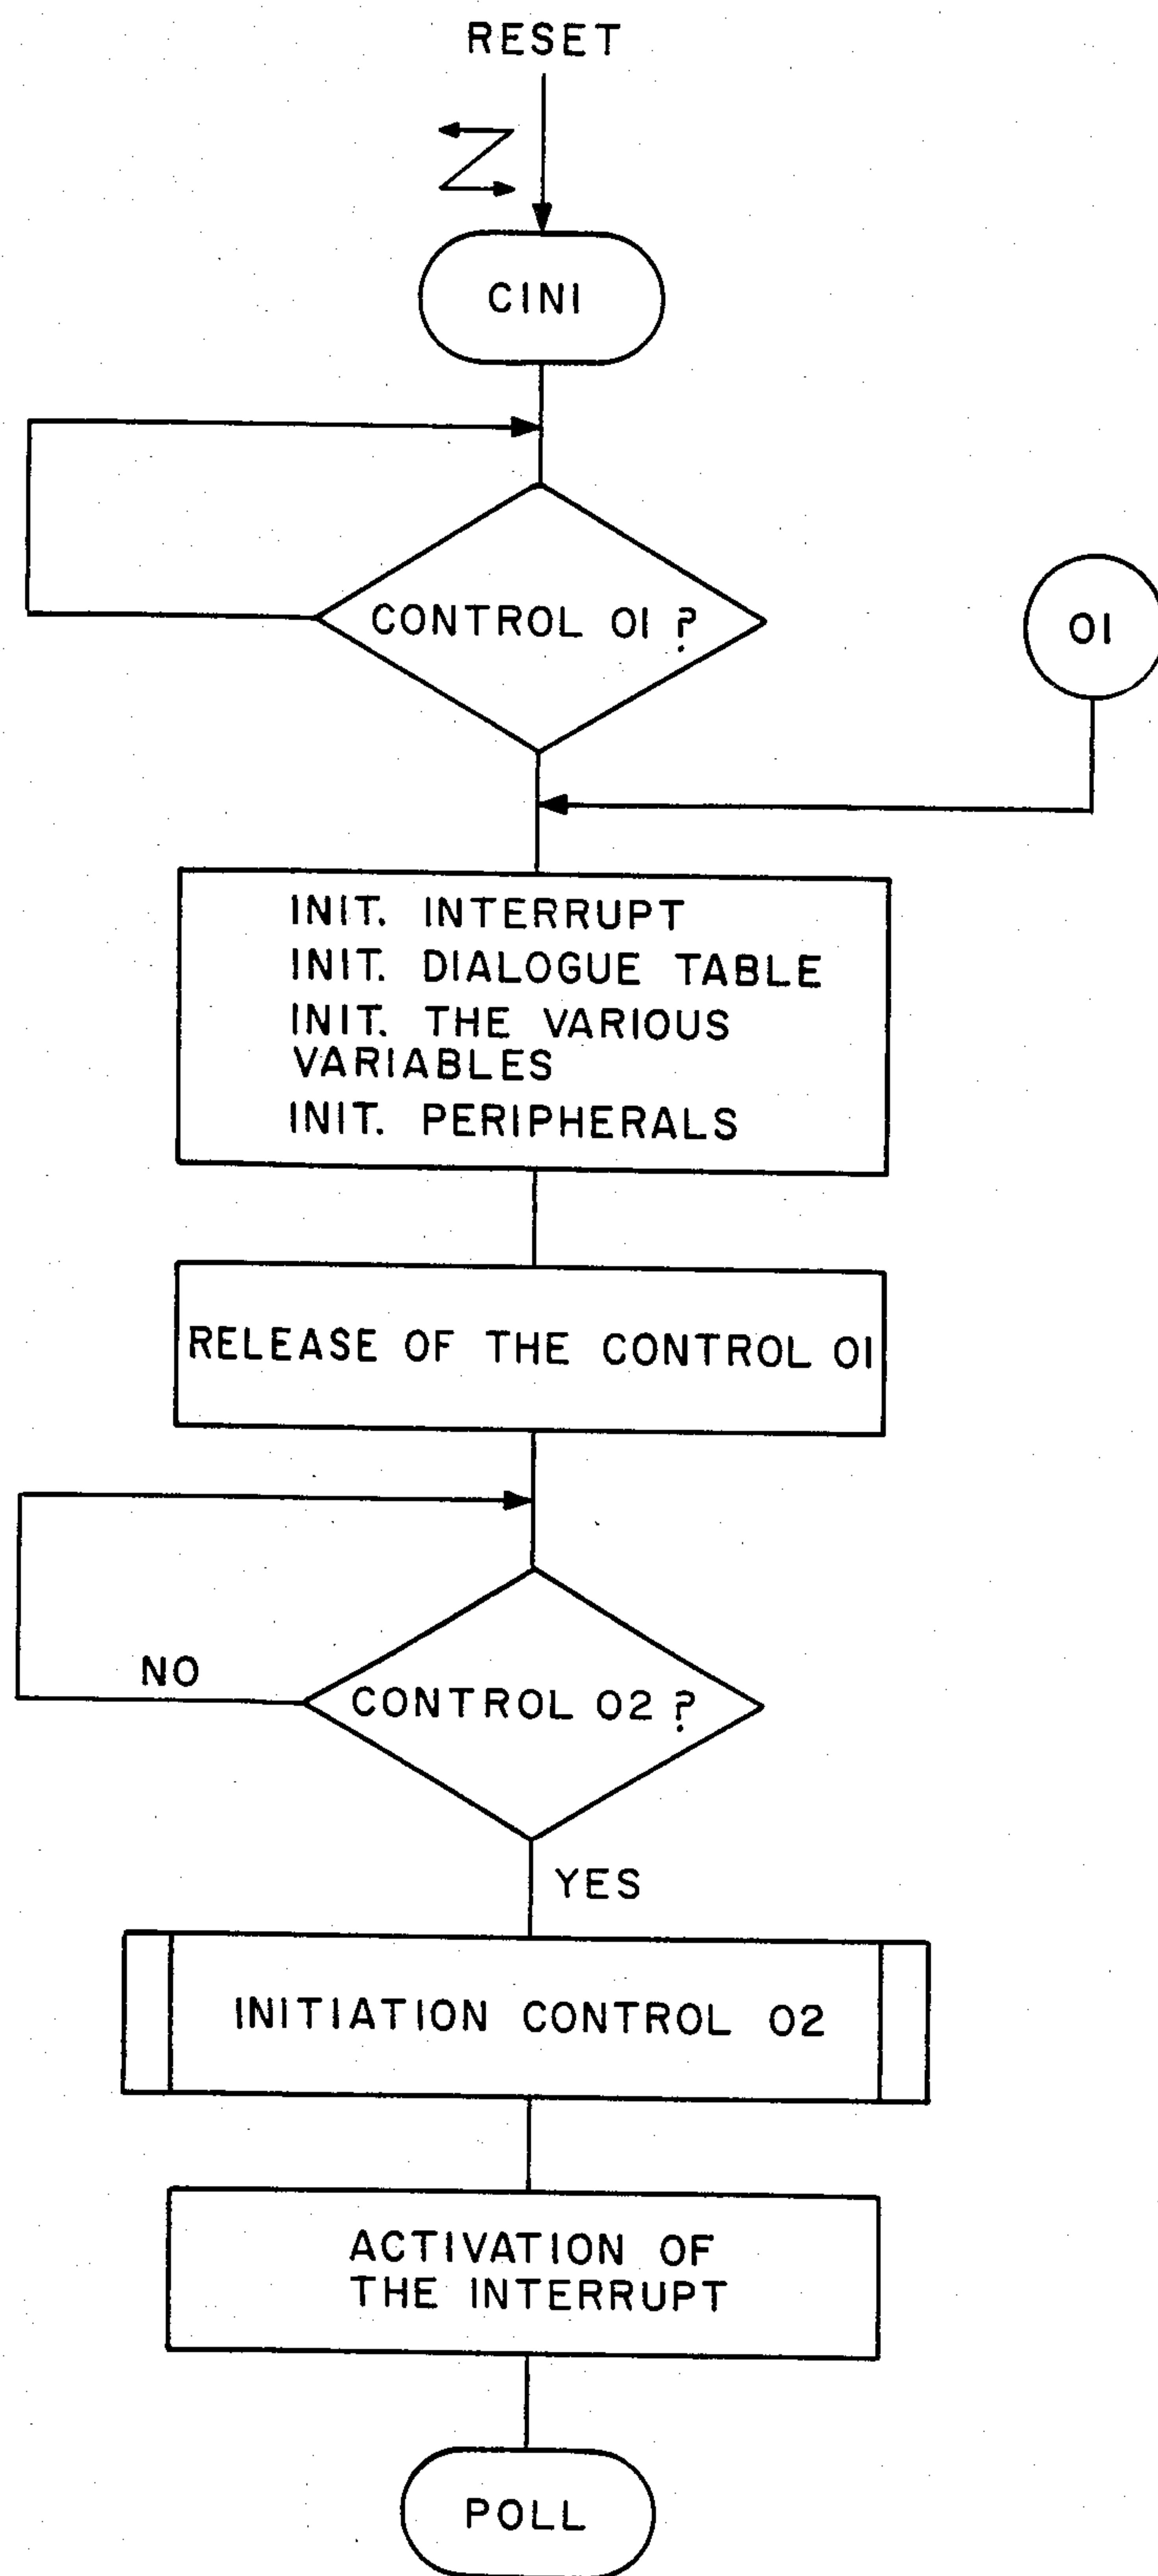 RESET
CINI
CONTROL 01 ?
01
INIT. INTERRUPT
INIT. DIALOGUE TABLE
INIT. THE VARIOUS
VARIABLES
INIT. PERIPHERALS
RELEASE OF THE CONTROL 01
NO
CONTROL 02 ?
YES
INITIATION CONTROL 02
ACTIVATION OF
THE INTERRUPT
POLL